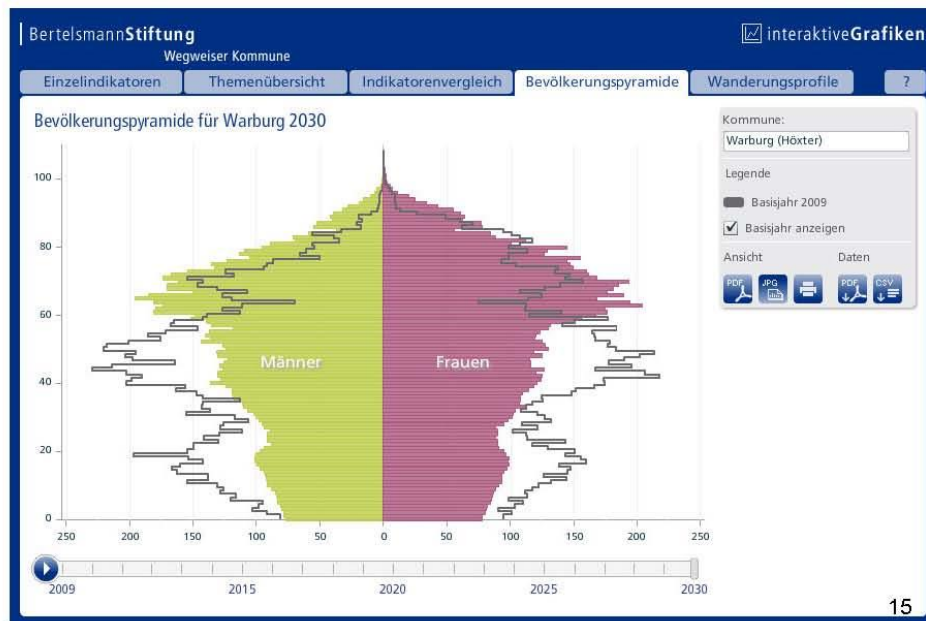 BertelsmannStiftung
Wegweiser Kommune
interaktiveGrafiken
Einzelindikatoren Themenübersicht Indikatorenvergleich Bevölkerungspyramide Wanderungsprofile ?
Bevölkerungspyramide für Warburg 2030
Kommune:
Warburg (Höxter)
Legende
Basisjahr 2009
Basisjahr anzeigen
Ansicht Daten
PDF JPG PDF CSV
100
80
60
40
20
0
Männer Frauen
250 200 150 100 50 0 50 100 150 200 250
2009 2015 2020 2025 2030
15